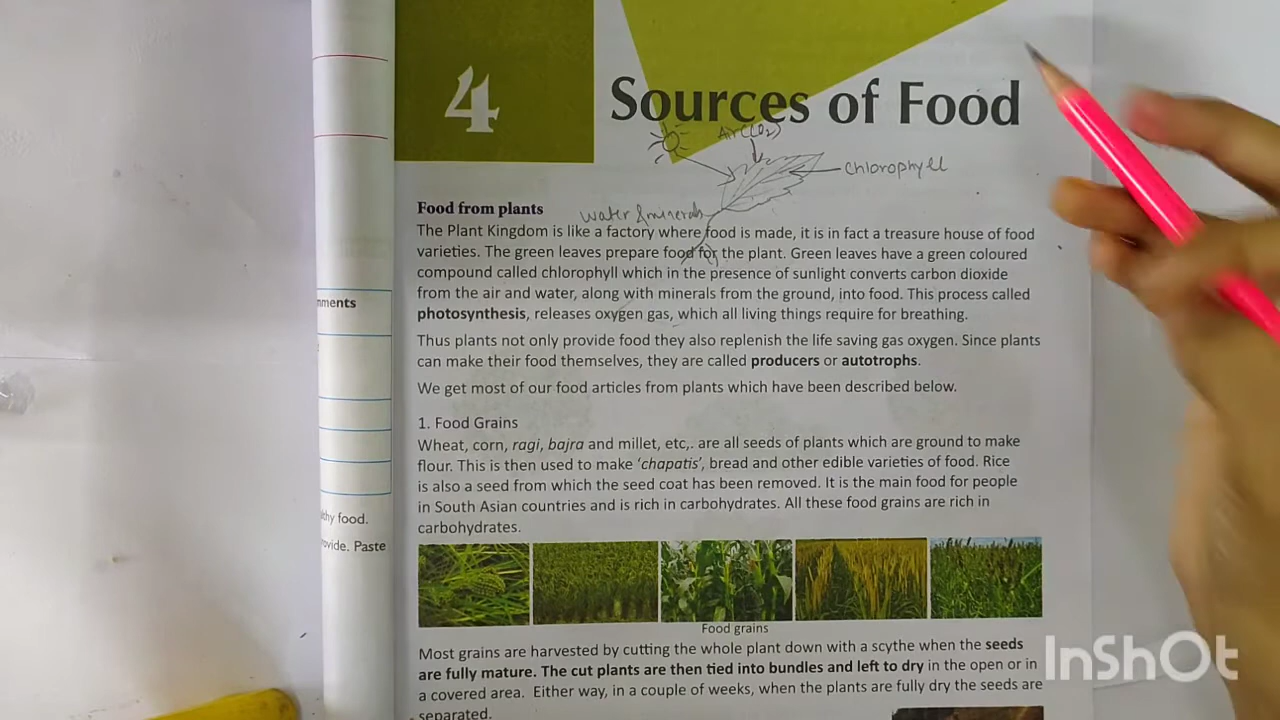 4
Sources of Food
Air(CO2)
chlorophyll
water & minerals
Food from plants
The Plant Kingdom is like a factory where food is made, it is in fact a treasure house of food
varieties. The green leaves prepare food for the plant. Green leaves have a green coloured
compound called chlorophyll which in the presence of sunlight converts carbon dioxide
from the air and water, along with minerals from the ground, into food. This process called
photosynthesis, releases oxygen gas, which all living things require for breathing.
Thus plants not only provide food they also replenish the life saving gas oxygen. Since plants
can make their food themselves, they are called producers or autotrophs.
We get most of our food articles from plants which have been described below.
1. Food Grains
Wheat, corn, ragi, bajra and millet, etc,. are all seeds of plants which are ground to make
flour. This is then used to make ‘chapatis’, bread and other edible varieties of food. Rice
is also a seed from which the seed coat has been removed. It is the main food for people
in South Asian countries and is rich in carbohydrates. All these food grains are rich in
carbohydrates.
Food grains
Most grains are harvested by cutting the whole plant down with a scythe when the seeds
are fully mature. The cut plants are then tied into bundles and left to dry in the open or in
a covered area. Either way, in a couple of weeks, when the plants are fully dry the seeds are
separated.
mments
thy food.
ovide. Paste
InShOt